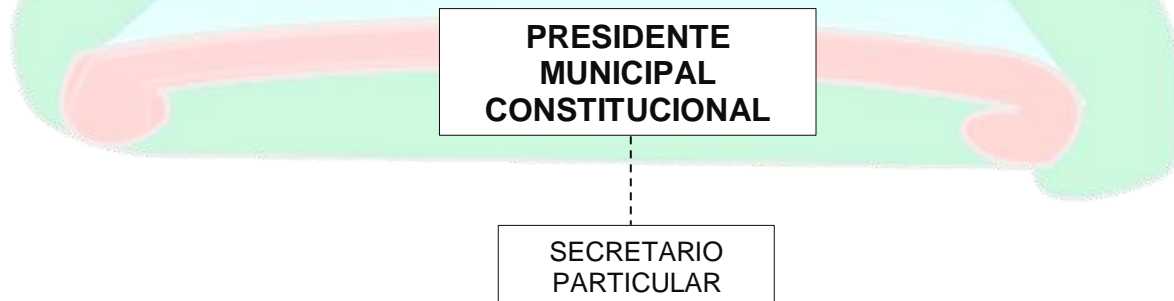 PRESIDENTE
MUNICIPAL
CONSTITUCIONAL
SECRETARIO
PARTICULAR